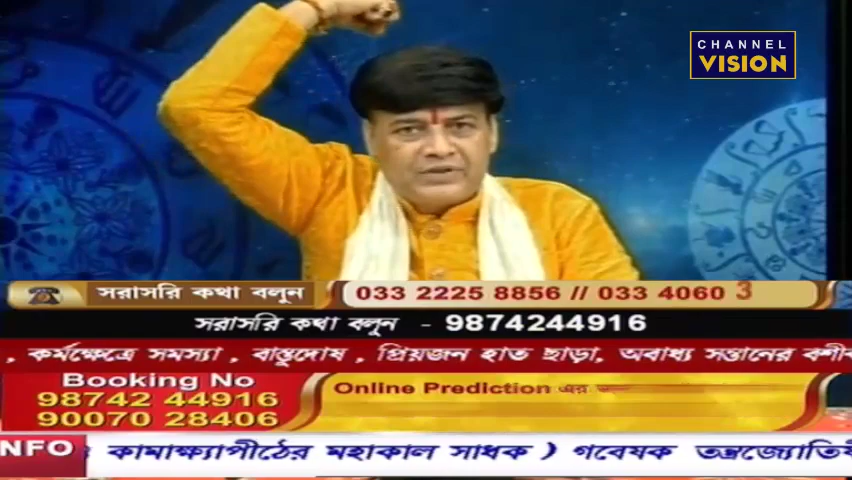 CHANNEL
VISION
সরাসরি কথা বলুন 033 2225 8856 // 033 4060 3
সরাসরি কথা বলুন - 9874244916
, কর্মক্ষেত্রে সমস্যা , বাস্তুদোষ , প্রিয়জন হাত ছাড়া, অবাধ্য সন্তানের বশী
Booking No
98742 44916
90070 28406
Online Prediction এর
NFO কামাক্ষ্যাপীঠের মহাকাল সাধক ) গবেষক তন্ত্রজ্যোতিষ